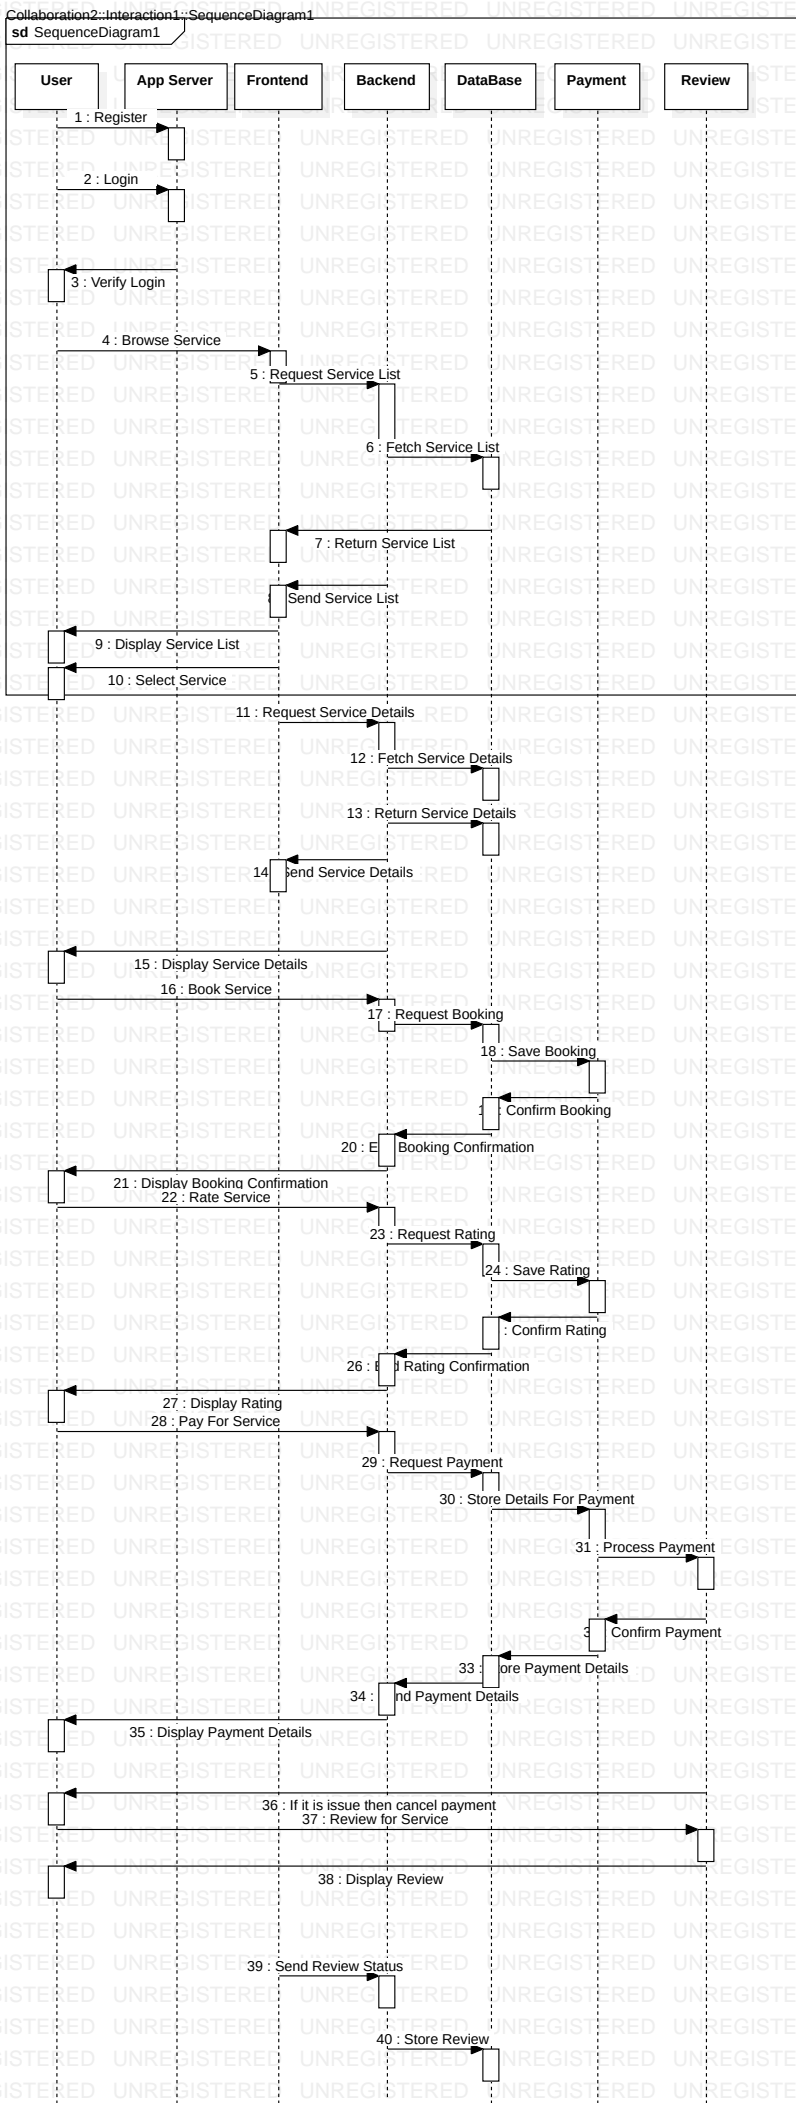 Collaboration2::Interaction1::SequenceDiagram1
sd SequenceDiagram1
User
App Server
Frontend
Backend
DataBase
Payment
Review
1 : Register
2 : Login
3 : Verify Login
4 : Browse Service
5 : Request Service List
6 : Fetch Service List
7 : Return Service List
Send Service List
9 : Display Service List
10 : Select Service
11 : Request Service Details
12 : Fetch Service Details
13 : Return Service Details
14 Send Service Details
15 : Display Service Details
16 : Book Service
17 : Request Booking
18 : Save Booking
: Confirm Booking
20 : Booking Confirmation
21 : Display Booking Confirmation
22 : Rate Service
23 : Request Rating
24 : Save Rating
: Confirm Rating
26 : Rating Confirmation
27 : Display Rating
28 : Pay For Service
29 : Request Payment
30 : Store Details For Payment
31 : Process Payment
Confirm Payment
33 : Payment Details
34 : Payment Details
35 : Display Payment Details
36 : If it is issue then cancel payment
37 : Review for Service
38 : Display Review
39 : Send Review Status
40 : Store Review
UNREGISTERED